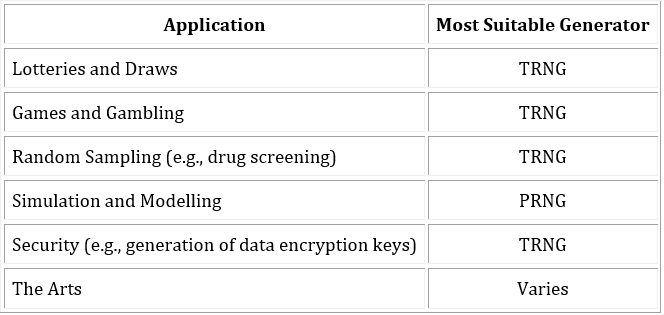 Application Most Suitable Generator
Lotteries and Draws TRNG
Games and Gambling TRNG
Random Sampling (e.g., drug screening) TRNG
Simulation and Modelling PRNG
Security (e.g., generation of data encryption keys) TRNG
The Arts Varies